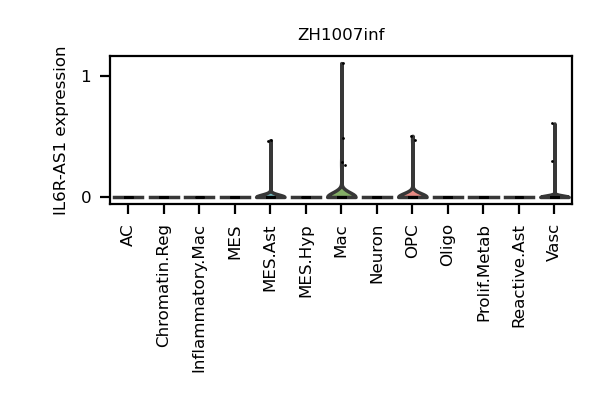 ZH1007inf
IL6R-AS1 expression
1
0
AC
Chromatin.Reg
Inflammatory.Mac
MES
MES.Ast
MES.Hyp
Mac
Neuron
OPC
Oligo
Prolif.Metab
Reactive.Ast
Vasc